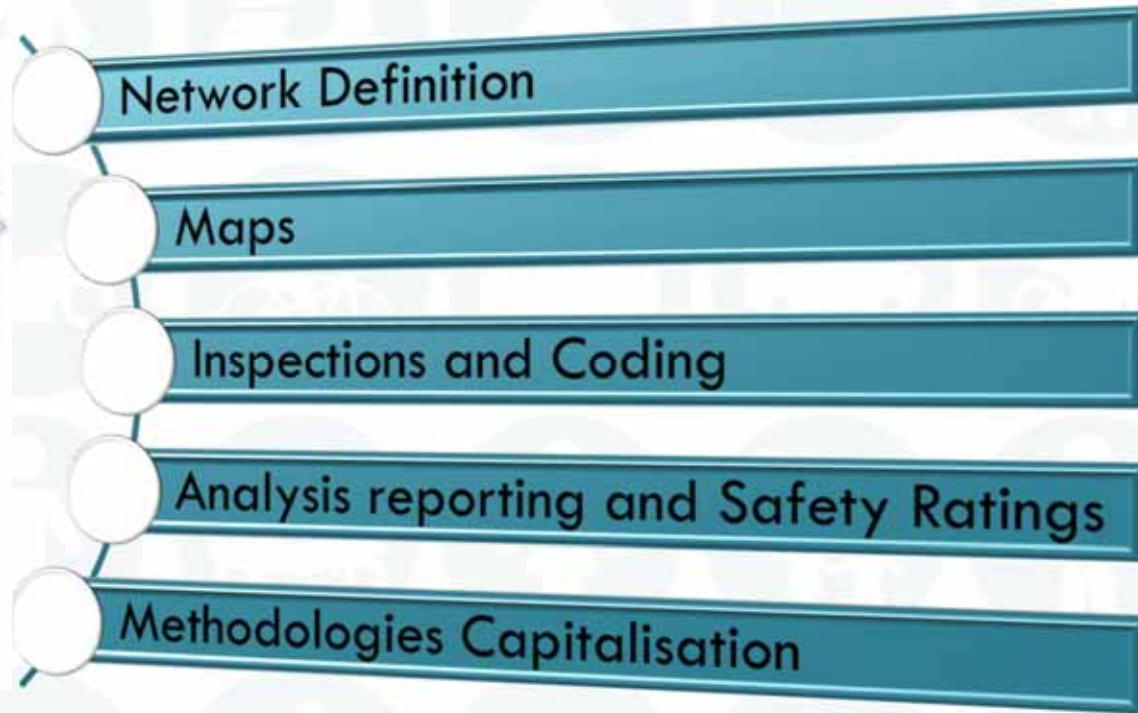 Network Definition
Maps
Inspections and Coding
Analysis reporting and Safety Ratings
Methodologies Capitalisation